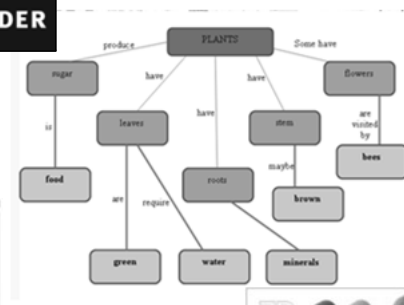 DER
PLANTS
produce
Some have
sugar
have
have
flowers
is
leaves
have
stem
are
visited
by
food
roots
maybe
bees
are
require
brown
green
water
minerals